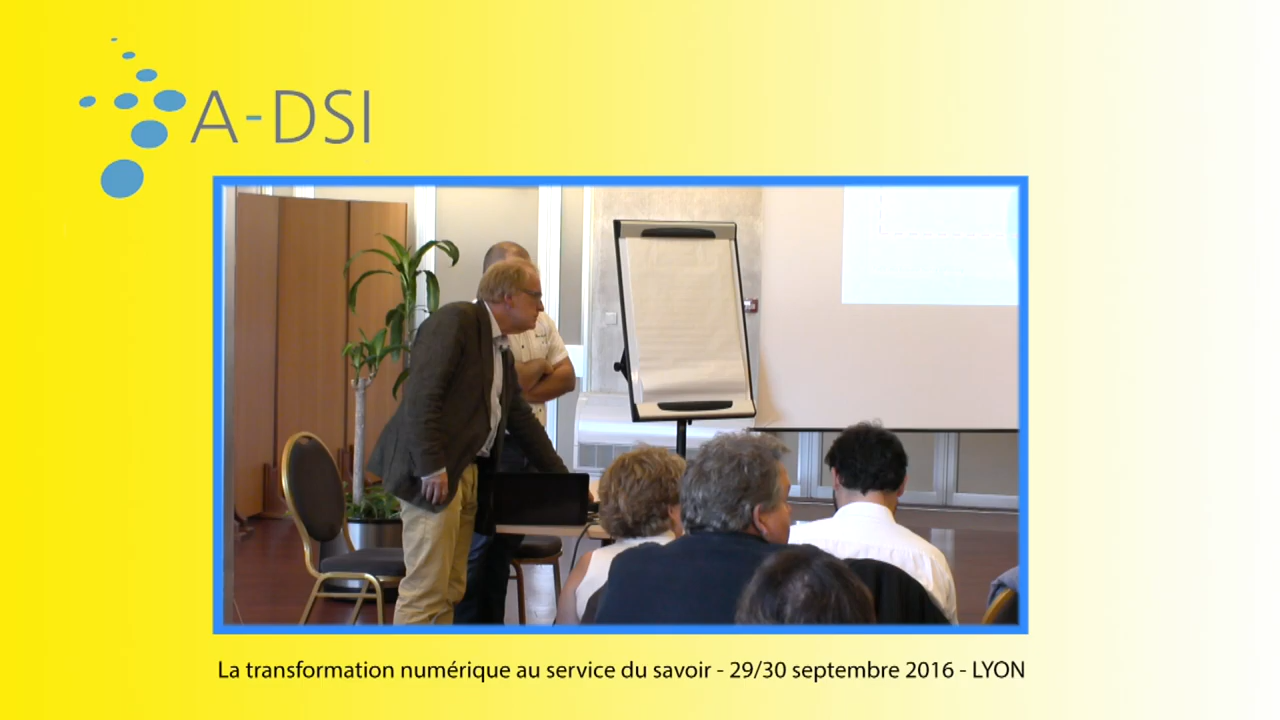 A-DSI
La transformation numérique au service du savoir - 29/30 septembre 2016 - LYON